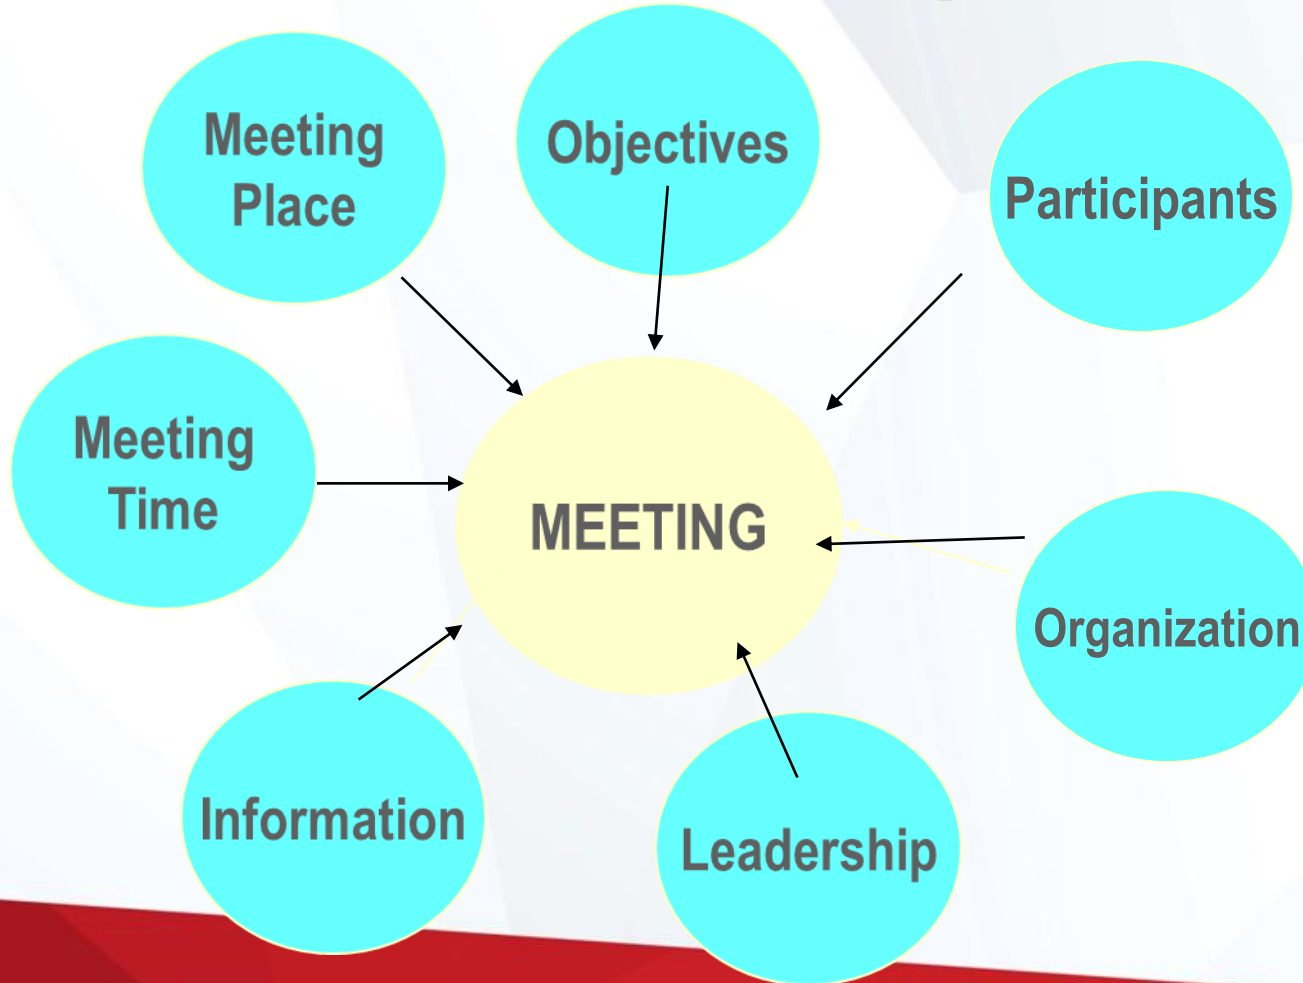 Meeting
Place
Objectives
Participants
Meeting
Time
MEETING
Organization
Information
Leadership